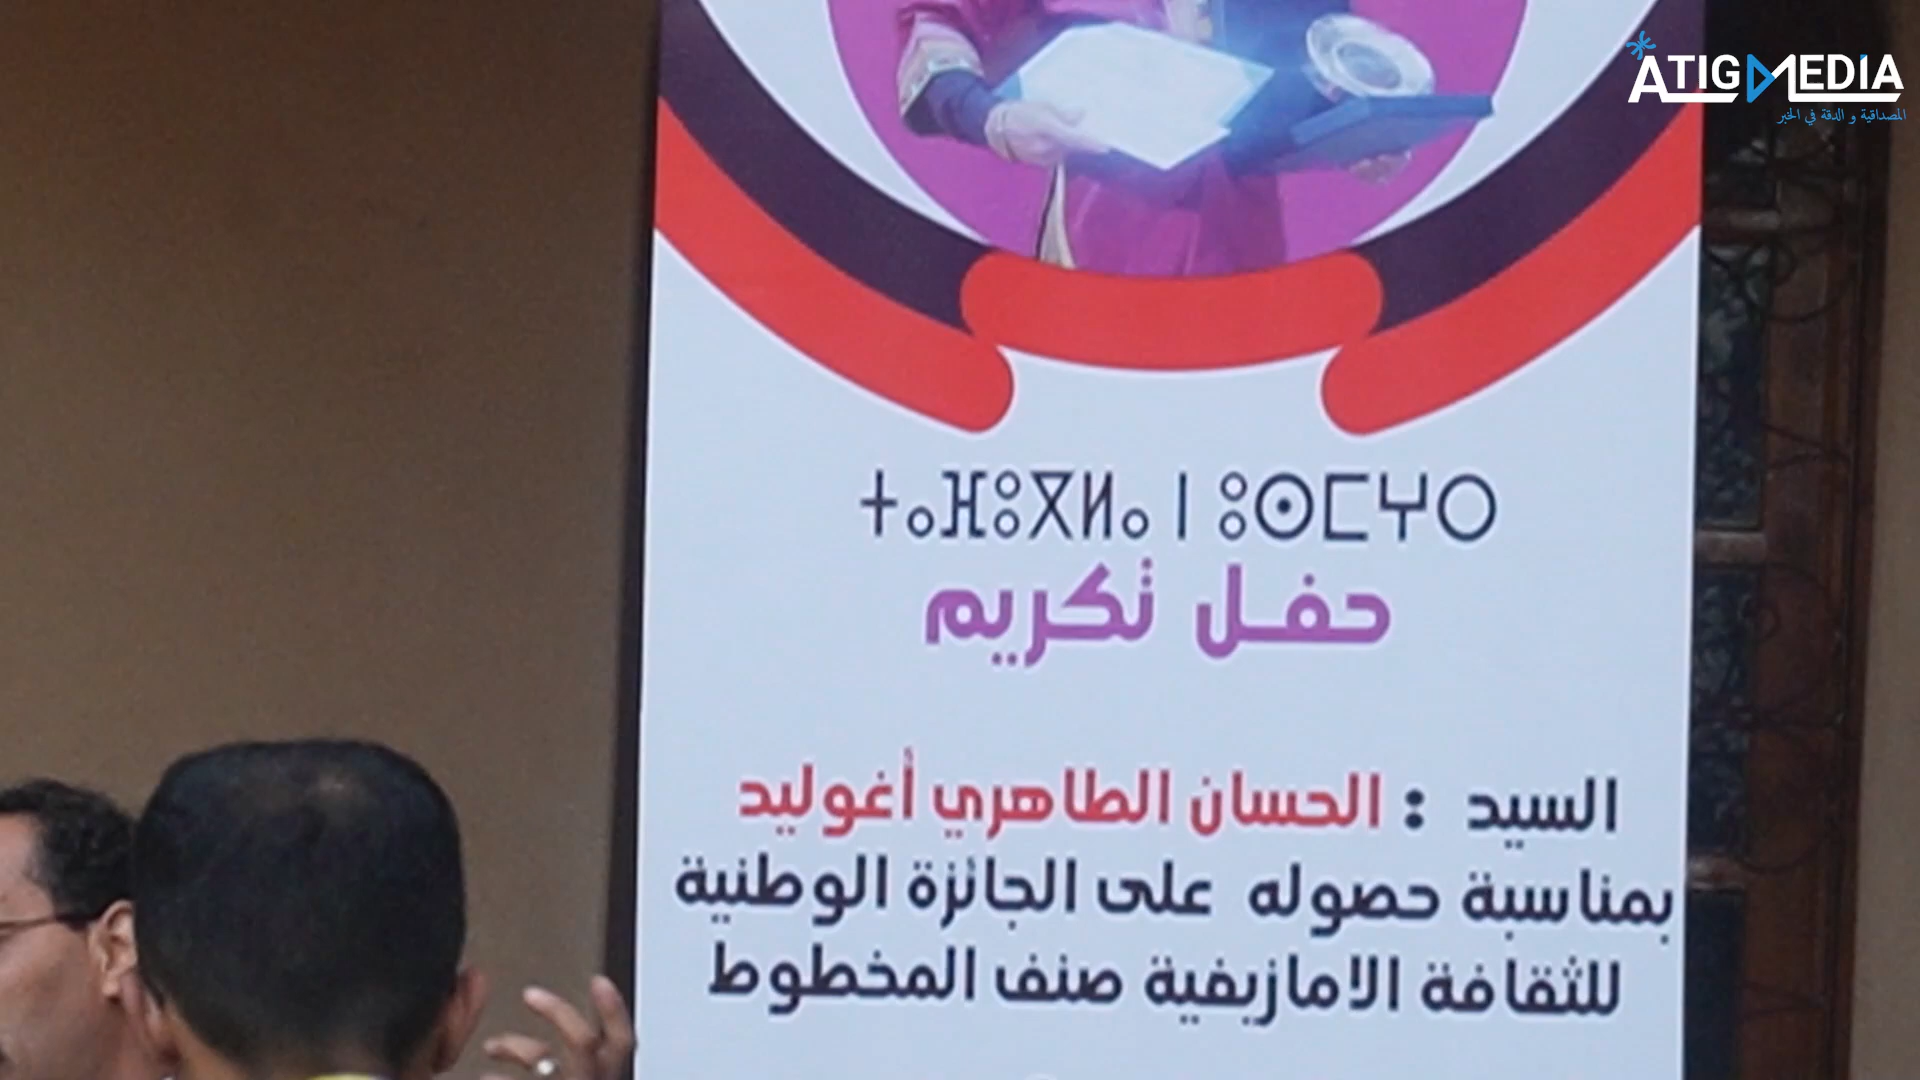 ATIGMEDIA
المصداقية و الدقة في الخبر
ⵜⴰⴼⵓⴳⵍⴰ ⵏ ⵓⵙⵎⵖⵔ
حفل تكريم
السيد : الحسان الطاهري أغوليد
بمناسبة حصوله على الجائزة الوطنية
للثقافة الامازيغية صنف المخطوط